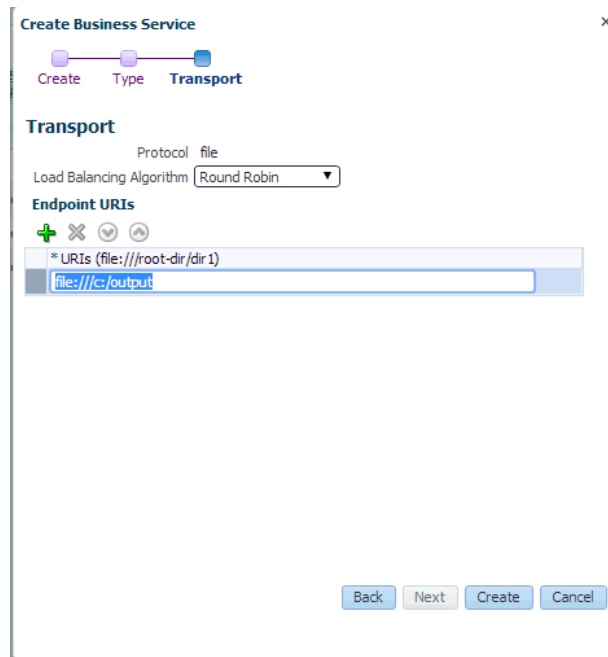 Create Business Service
Create Type Transport
Transport
Protocol file
Load Balancing Algorithm Round Robin
Endpoint URIs
* URIs (file:///root-dir/dir1)
file:///c:/output
Back Next Create Cancel